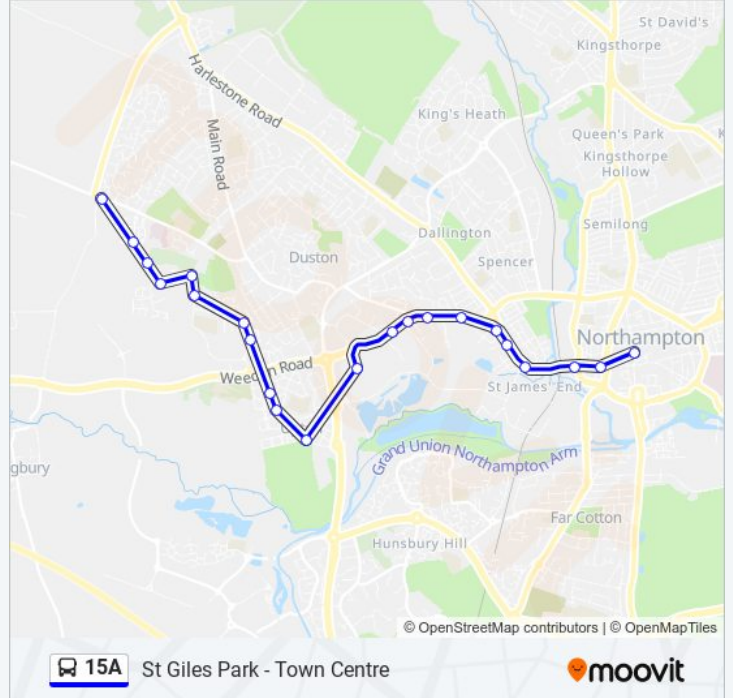 St David's
Kingsthorpe
Harlestone Road
King's Heath
Main Road
Queen's Park
Kingsthorpe
Hollow
Semilong
Dallington
Duston
Spencer
Northampton
Weedon Road
St James' End
Grand Union Northampton Arm
gbury
Far Cotton
Hunsbury Hill
© OpenStreetMap contributors | © OpenMapTiles
15A St Giles Park - Town Centre
moovit